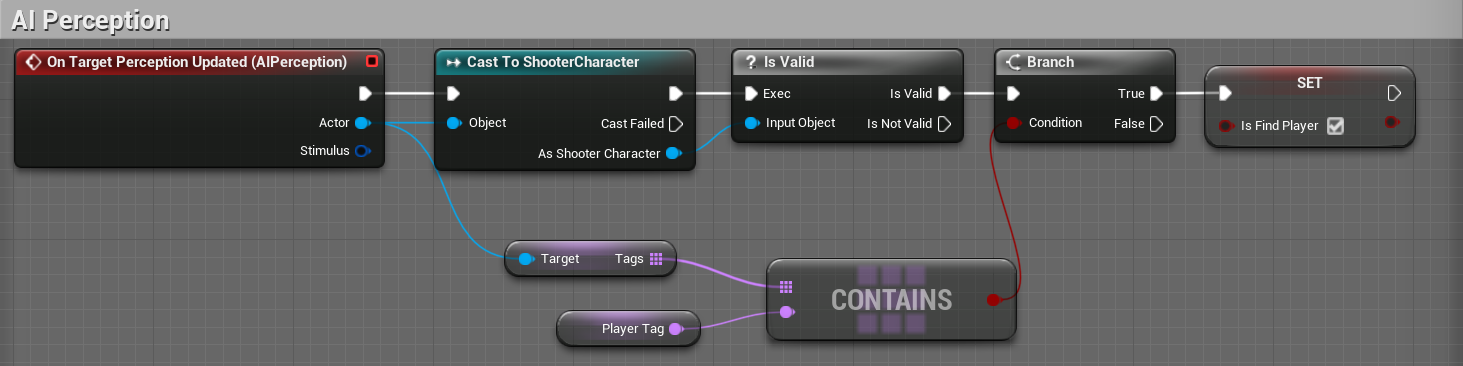 AI Perception
On Target Perception Updated (AIPerception)
Actor
Stimulus
Cast To ShooterCharacter
Object
Cast Failed
As Shooter Character
? Is Valid
Exec
Is Valid
Input Object
Is Not Valid
Branch
True
Condition
False
SET
Is Find Player
Target
Tags
Player Tag
CONTAINS